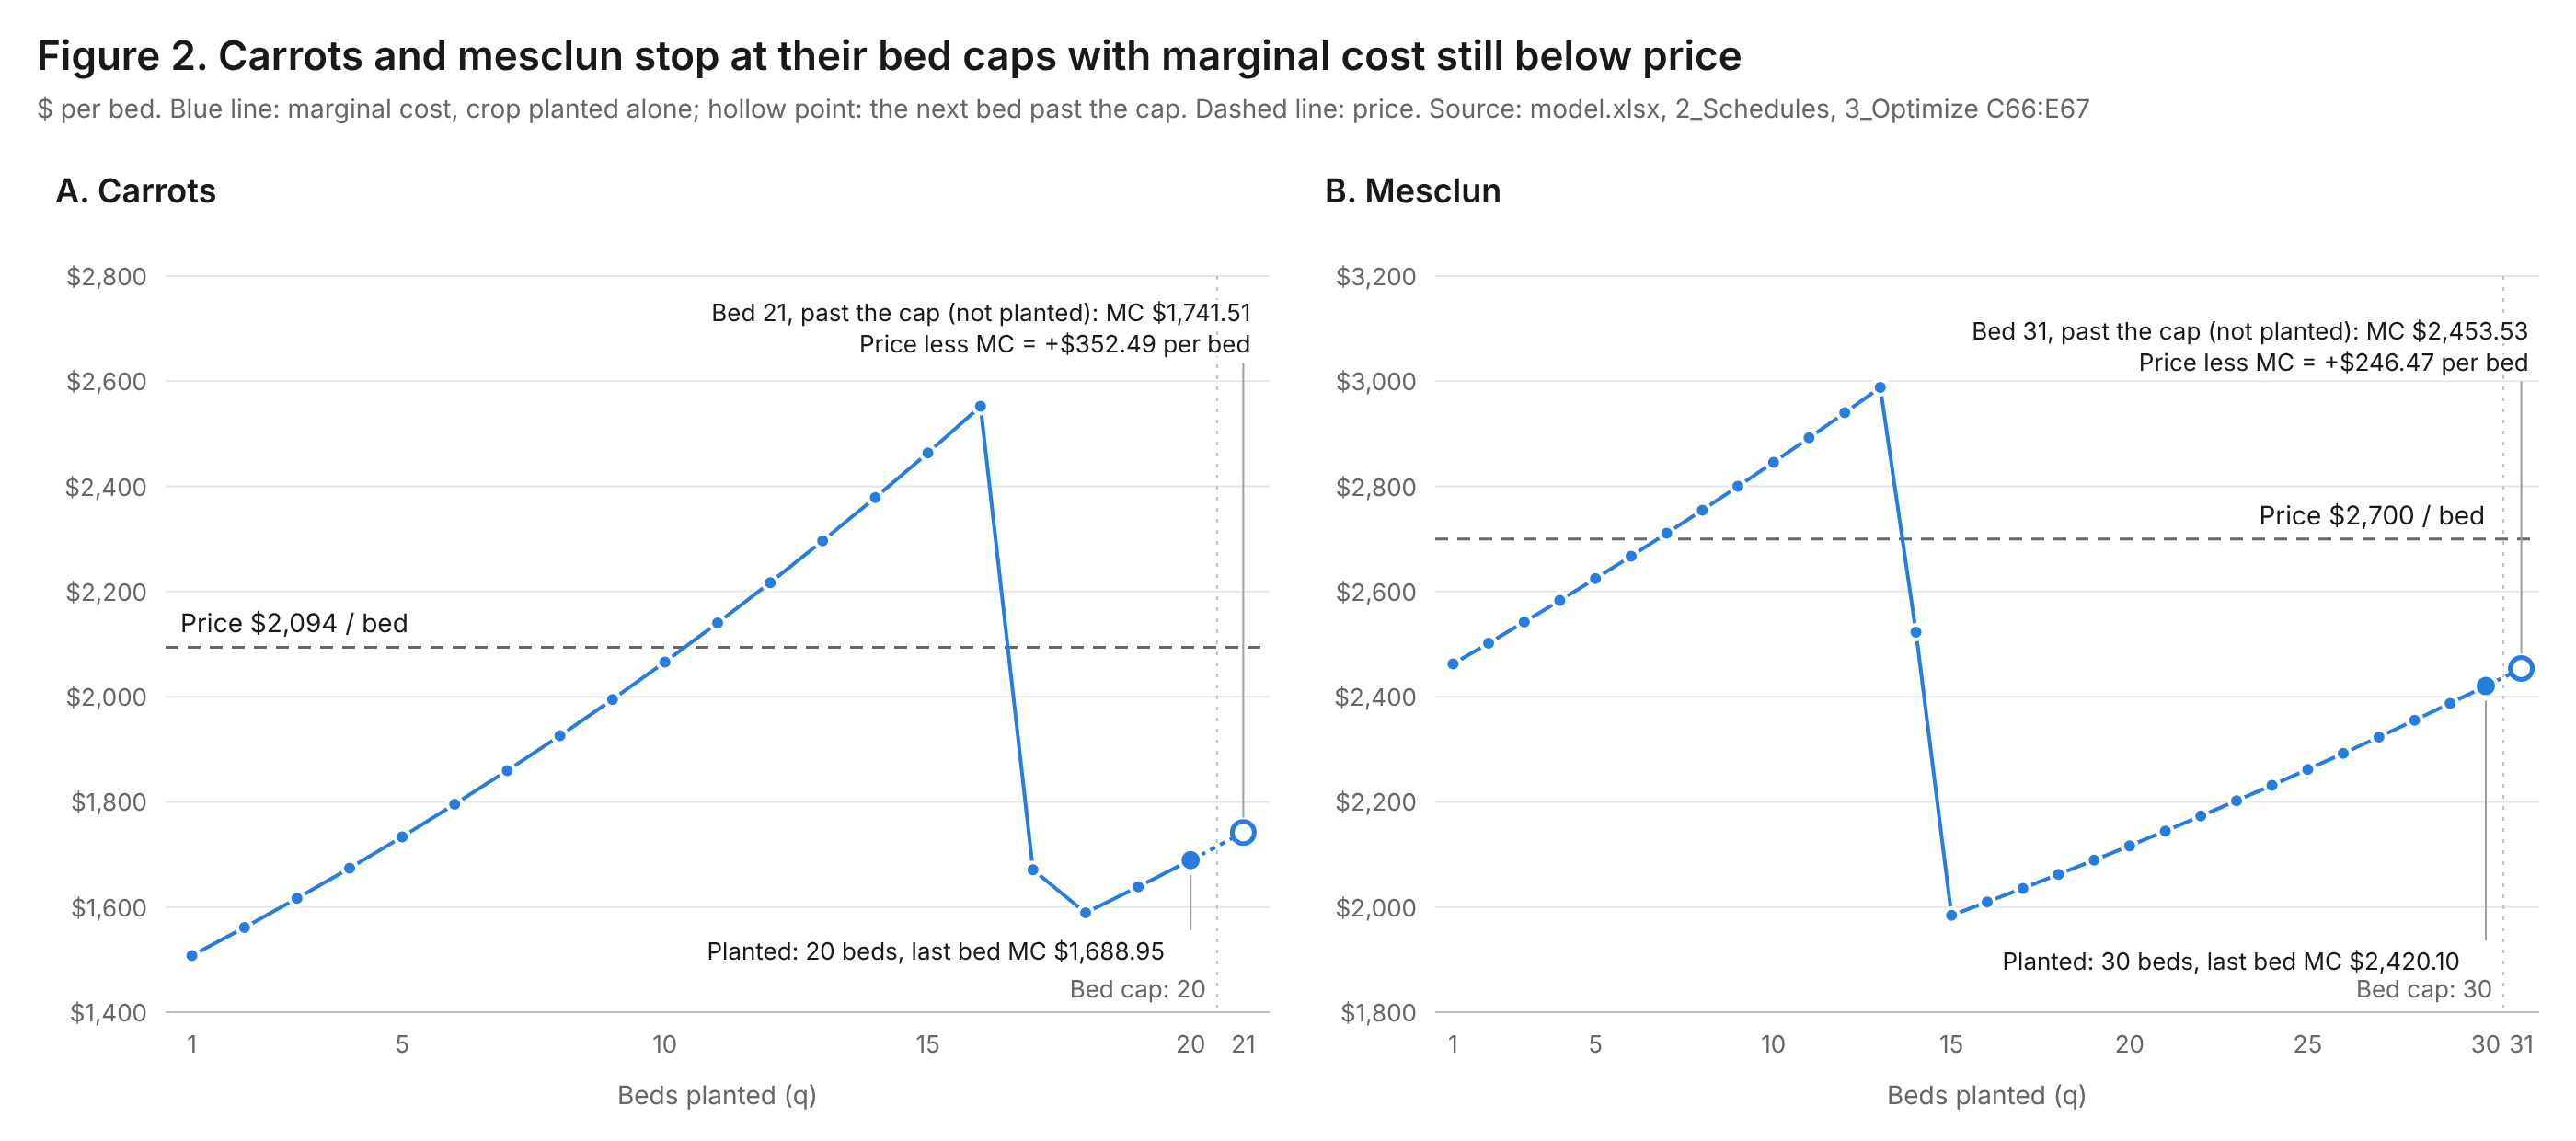 Figure 2. Carrots and mesclun stop at their bed caps with marginal cost still below price
$ per bed. Blue line: marginal cost, crop planted alone; hollow point: the next bed past the cap. Dashed line: price. Source: model.xlsx, 2_Schedules, 3_Optimize C66:E67
A. Carrots
$2,800
$2,600
$2,400
$2,200
$2,000
$1,800
$1,600
$1,400
Bed 21, past the cap (not planted): MC $1,741.51
Price less MC = +$352.49 per bed
Price $2,094 / bed
Planted: 20 beds, last bed MC $1,688.95
Bed cap: 20
1 5 10 15 20 21
Beds planted (q)
B. Mesclun
$3,200
$3,000
$2,800
$2,600
$2,400
$2,200
$2,000
$1,800
Bed 31, past the cap (not planted): MC $2,453.53
Price less MC = +$246.47 per bed
Price $2,700 / bed
Planted: 30 beds, last bed MC $2,420.10
Bed cap: 30
1 5 10 15 20 25 30 31
Beds planted (q)